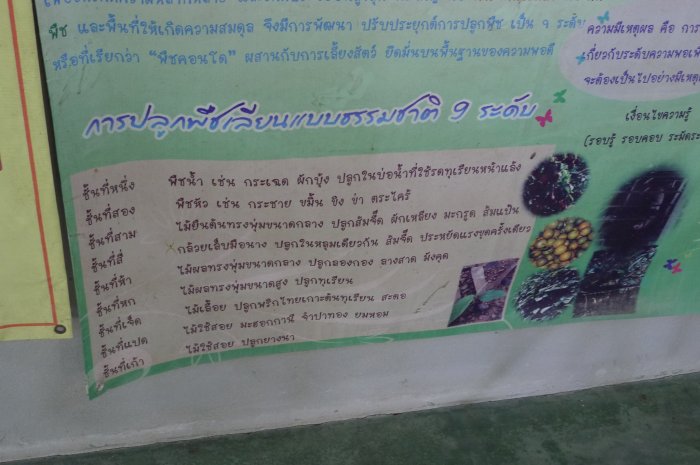 พืช และพื้นที่ให้เกิดความสมดุล จึงมีการพัฒนา ปรับประยุกต์การปลูกพืช เป็น ๙ ระดับ
หรือที่เรียกว่า “พืชคอนโด” ผสานกับการเลี้ยงสัตว์ ยึดมั่นบนพื้นฐานของความพอดี
ความมีเหตุผล คือ การ
เกี่ยวกับระดับความพอเพี
จะต้องเป็นไปอย่างมีเหตุ
เงื่อนไขความรู้
(รอบรู้ รอบคอบ ระมัดระ
การปลูกพืชเลียนแบบธรรมชาติ 9 ระดับ
ชั้นที่หนึ่ง พืชน้ำ เช่น กระเฉด ผักบุ้ง ปลูกในบ่อน้ำที่ใช้รดทุเรียนหน้าแล้ง
ชั้นที่สอง พืชหัว เช่น กระชาย ขมิ้น ขิง ข่า ตระไคร้
ชั้นที่สาม ไม้ยืนต้นทรงพุ่มขนาดกลาง ปลูกส้มจี๊ด ผักเหลียง มะกรูด ส้มแป้น
ชั้นที่สี่ กล้วยเล็บมือนาง ปลูกในหลุมเดียวกัน ส้มจี๊ด ประหยัดแรงขุดครั้งเดียว
ชั้นที่ห้า ไม้ผลทรงพุ่มขนาดกลาง ปลูกลองกอง ลางสาด มังคุด
ชั้นที่หก ไม้ผลทรงพุ่มขนาดสูง ปลูกทุเรียน
ชั้นที่เจ็ด ไม้เลื้อย ปลูกพริกไทยเกาะต้นทุเรียน สะตอ
ชั้นที่แปด ไม้ใช้สอย มะฮอกกานี จำปาทอง ยมหอม
ชั้นที่เก้า ไม้ใช้สอย ปลูกยางนา